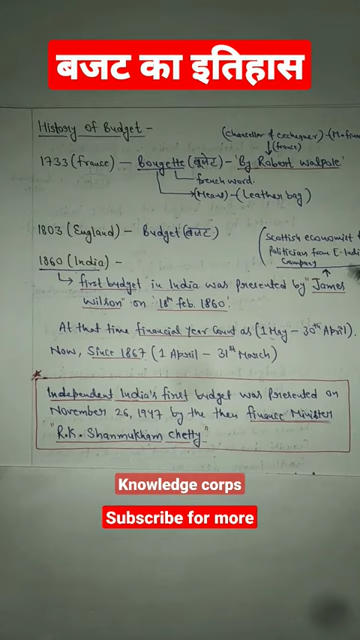 बजट का इतिहास
History of Budget -
(Chancellor of exchequer) - (M. of
(France)
1733 (France) - Bougette (बूगेट) - 'By Robert Walpole'
french word.
(Means) - (Leather bag)
1803 (England) - Budget (बजट)
(Scottish economist &
Politician from E-Indi
Company)
1860 (India) -
first budget in India was presented by "James
Wilson" on '18th feb. 1860'
At that time financial year Count as (1 May - 30th April).
Now, Since 1867 (1 April - 31st March)
Independent India's first budget was presented on
November 26, 1947 by the then finance Minister
"R.K. Shanmukham chetty"
Knowledge corps
Subscribe for more